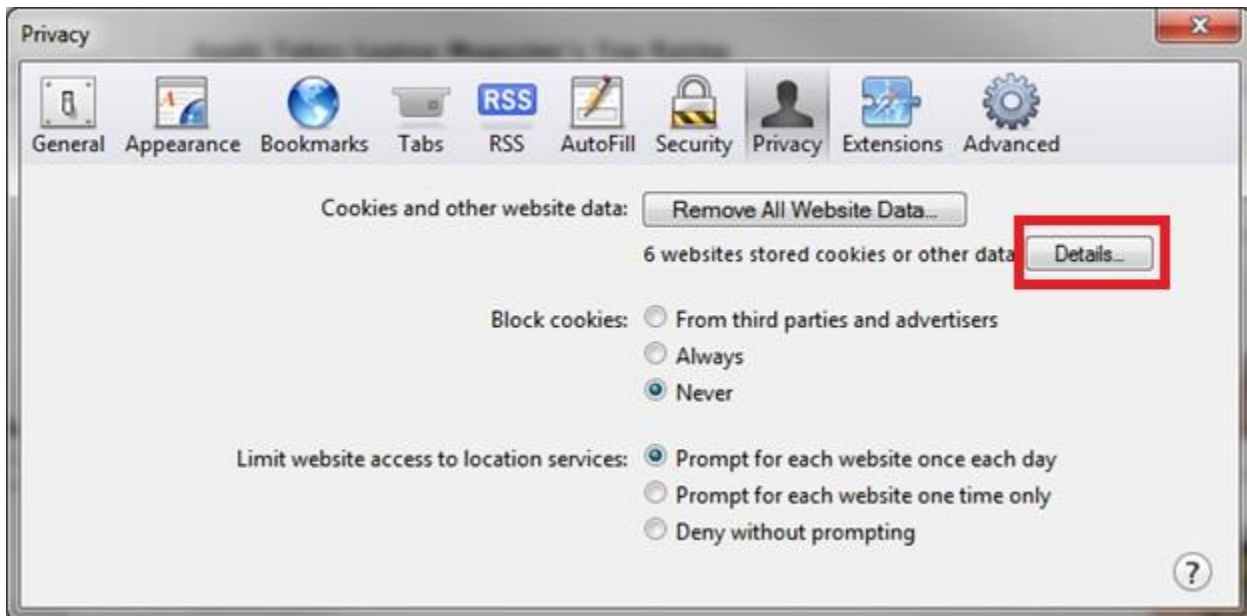 Privacy
RSS
General Appearance Bookmarks Tabs RSS AutoFill Security Privacy Extensions Advanced
Cookies and other website data: Remove All Website Data...
6 websites stored cookies or other data Details...
Block cookies: From third parties and advertisers
Always
Never
Limit website access to location services: Prompt for each website once each day
Prompt for each website one time only
Deny without prompting
?